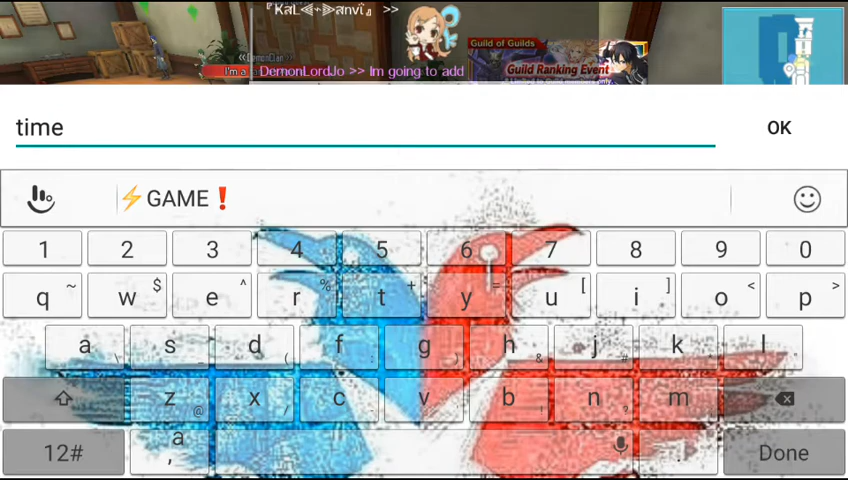 >>
Guild of Guilds
I'm a
DemonLordJo >> Im going to add
Guild Ranking Event
time
OK
⚡GAME❗
1 2 3 4 5 6 7 8 9 0
q ~ w $ e ^ r % t + y = u [ i ] o < p >
a \ s _ d ( f : g ) h & j # k l "
z @ x / c v b ! n ? m
12# a , . Done